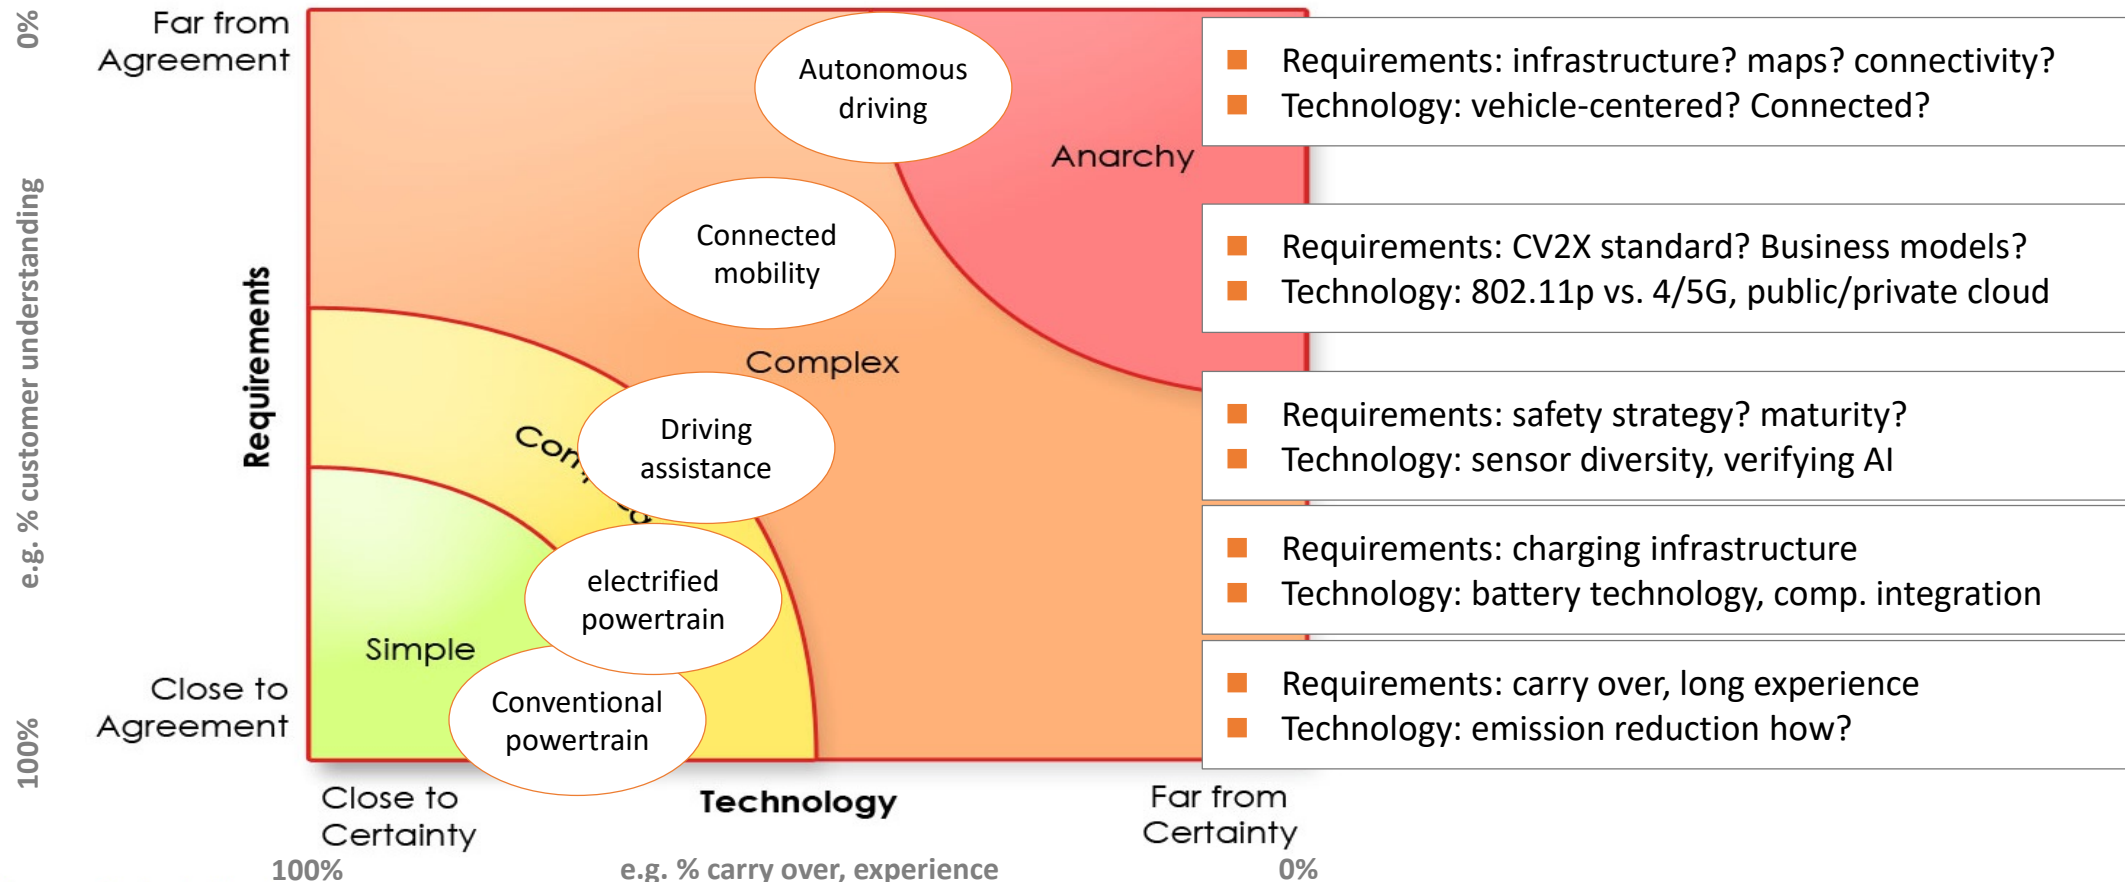 0%
Far from
Agreement
Autonomous
driving
Anarchy
Requirements: infrastructure? maps? connectivity?
Technology: vehicle-centered? Connected?
Connected
mobility
Requirements: CV2X standard? Business models?
Technology: 802.11p vs. 4/5G, public/private cloud
Complex
e.g. % customer understanding
Requirements
Driving
assistance
Requirements: safety strategy? maturity?
Technology: sensor diversity, verifying AI
electrified
powertrain
Requirements: charging infrastructure
Technology: battery technology, comp. integration
Simple
Close to
Agreement
Conventional
powertrain
Requirements: carry over, long experience
Technology: emission reduction how?
100%
Close to
Certainty
Technology
Far from
Certainty
100%
e.g. % carry over, experience
0%